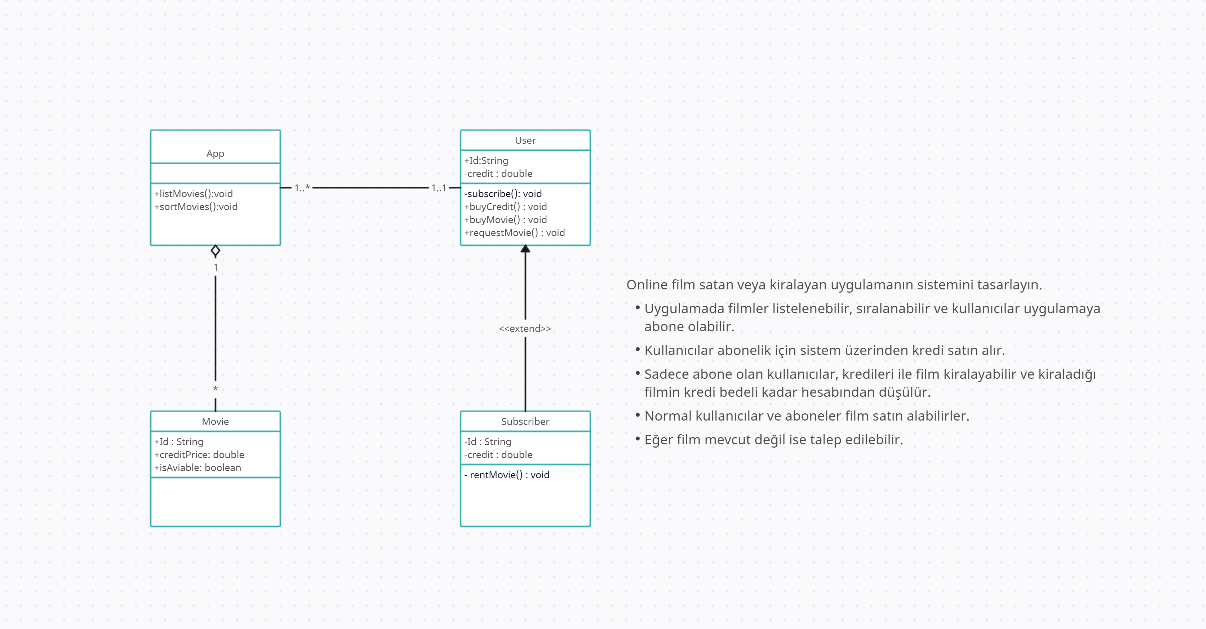 App
+listMovies():void
+sortMovies():void
1..*
1..1
User
+Id:String
-credit : double
-subscribe(): void
+buyCredit() : void
+buyMovie() : void
+requestMovie() : void
1
*
<<extend>>
Movie
+Id : String
+creditPrice: double
+isAviable: boolean
Subscriber
-Id : String
-credit : double
- rentMovie() : void
Online film satan veya kiralayan uygulamanın sistemini tasarlayın.
• Uygulamada filmler listelenebilir, sıralanabilir ve kullanıcılar uygulamaya
abone olabilir.
• Kullanıcılar abonelik için sistem üzerinden kredi satın alır.
• Sadece abone olan kullanıcılar, kredileri ile film kiralayabilir ve kiraladığı
filmin kredi bedeli kadar hesabından düşülür.
• Normal kullanıcılar ve aboneler film satın alabilirler.
• Eğer film mevcut değil ise talep edilebilir.